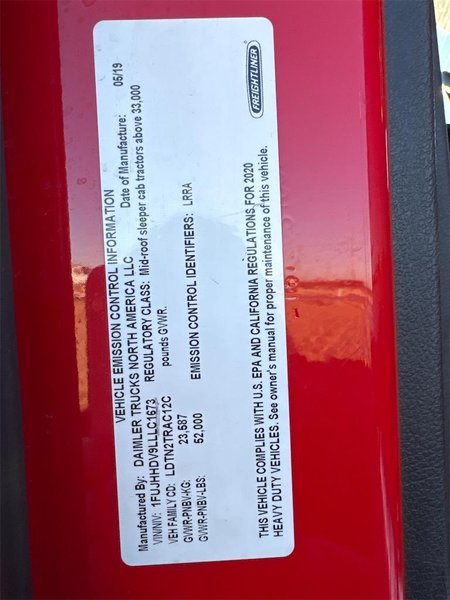 VEHICLE EMISSION CONTROL INFORMATION
Manufactured By: DAIMLER TRUCKS NORTH AMERICA LLC Date of Manufacture: 05/19
VIN/NIV: 1FUJHHDV9LLLC1673 REGULATORY CLASS: Mid-roof sleeper cab tractors above 33,000
VEH FAMILY CD: LDTN2TRAC12C pounds GVWR.
GVWR-PNBV-KG: 23,587
GVWR-PNBV-LBS: 52,000 EMISSION CONTROL IDENTIFIERS: LRRA
THIS VEHICLE COMPLIES WITH U.S. EPA AND CALIFORNIA REGULATIONS FOR 2020
HEAVY DUTY VEHICLES. See owner's manual for proper maintenance of this vehicle.
FREIGHTLINER